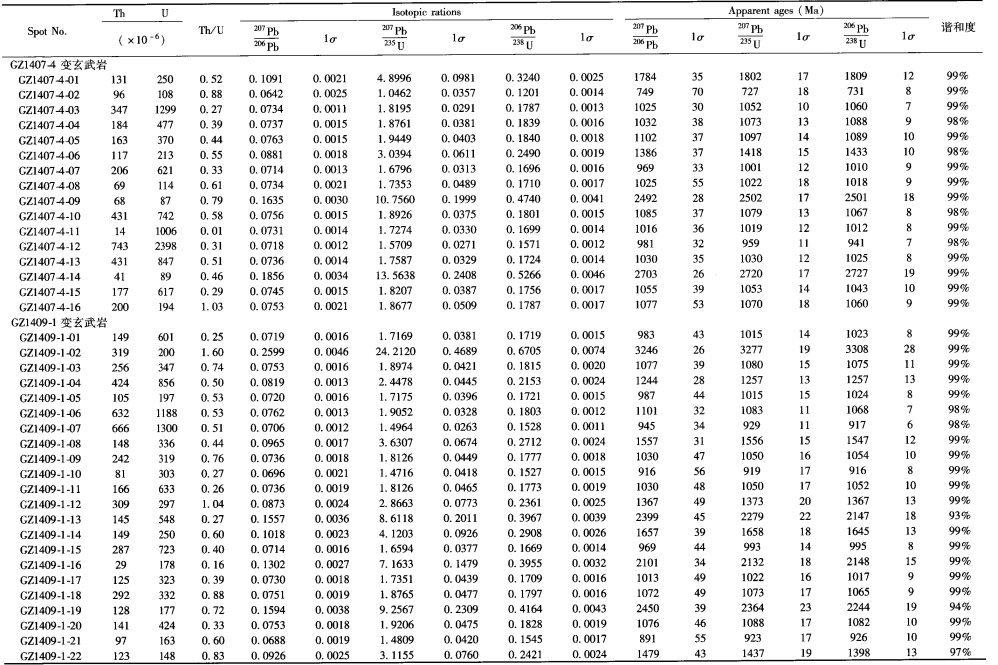 Th U Isotopic rations Apparent ages (Ma)
Spot No. (×10⁻⁶) Th/U ²⁰⁷Pb/²⁰⁶Pb 1σ ²⁰⁷Pb/²³⁵U 1σ ²⁰⁶Pb/²³⁸U 1σ ²⁰⁷Pb/²⁰⁶Pb 1σ ²⁰⁷Pb/²³⁵U 1σ ²⁰⁶Pb/²³⁸U 1σ 谐和度
GZ1407-4 变玄武岩
GZ1407-4-01 131 250 0.52 0.1091 0.0021 4.8996 0.0981 0.3240 0.0025 1784 35 1802 17 1809 12 99%
GZ1407-4-02 96 108 0.88 0.0642 0.0025 1.0462 0.0357 0.1201 0.0014 749 70 727 18 731 8 99%
GZ1407-4-03 347 1299 0.27 0.0734 0.0011 1.8195 0.0291 0.1787 0.0013 1025 30 1052 10 1060 7 99%
GZ1407-4-04 184 477 0.39 0.0737 0.0015 1.8761 0.0381 0.1839 0.0016 1032 38 1073 13 1088 9 98%
GZ1407-4-05 163 370 0.44 0.0763 0.0015 1.9449 0.0403 0.1840 0.0018 1102 37 1097 14 1089 10 99%
GZ1407-4-06 117 213 0.55 0.0881 0.0018 3.0394 0.0611 0.2490 0.0019 1386 37 1418 15 1433 10 98%
GZ1407-4-07 206 621 0.33 0.0714 0.0013 1.6796 0.0313 0.1696 0.0016 969 33 1001 12 1010 9 99%
GZ1407-4-08 69 114 0.61 0.0734 0.0021 1.7353 0.0489 0.1710 0.0017 1025 55 1022 18 1018 9 99%
GZ1407-4-09 68 87 0.79 0.1635 0.0030 10.7560 0.1999 0.4740 0.0041 2492 28 2502 17 2501 18 99%
GZ1407-4-10 431 742 0.58 0.0756 0.0015 1.8926 0.0375 0.1801 0.0015 1085 37 1079 13 1067 8 98%
GZ1407-4-11 14 1006 0.01 0.0731 0.0014 1.7274 0.0330 0.1699 0.0014 1016 36 1019 12 1012 8 99%
GZ1407-4-12 743 2398 0.31 0.0718 0.0012 1.5709 0.0271 0.1571 0.0012 981 32 959 11 941 7 98%
GZ1407-4-13 431 847 0.51 0.0736 0.0014 1.7587 0.0329 0.1724 0.0014 1030 35 1030 12 1025 8 99%
GZ1407-4-14 41 89 0.46 0.1856 0.0034 13.5638 0.2408 0.5266 0.0046 2703 26 2720 17 2727 19 99%
GZ1407-4-15 177 617 0.29 0.0745 0.0015 1.8207 0.0387 0.1756 0.0017 1055 39 1053 14 1043 10 99%
GZ1407-4-16 200 194 1.03 0.0753 0.0021 1.8677 0.0509 0.1787 0.0017 1077 53 1070 18 1060 9 99%
GZ1409-1 变玄武岩
GZ1409-1-01 149 601 0.25 0.0719 0.0016 1.7169 0.0381 0.1719 0.0015 983 43 1015 14 1023 8 99%
GZ1409-1-02 319 200 1.60 0.2599 0.0046 24.2120 0.4689 0.6705 0.0074 3246 26 3277 19 3308 28 99%
GZ1409-1-03 256 347 0.74 0.0753 0.0016 1.8974 0.0421 0.1815 0.0020 1077 39 1080 15 1075 11 99%
GZ1409-1-04 424 856 0.50 0.0819 0.0013 2.4478 0.0445 0.2153 0.0024 1244 28 1257 13 1257 13 99%
GZ1409-1-05 105 197 0.53 0.0720 0.0016 1.7175 0.0396 0.1721 0.0015 987 44 1015 15 1024 8 99%
GZ1409-1-06 632 1188 0.53 0.0762 0.0013 1.9052 0.0328 0.1803 0.0012 1101 32 1083 11 1068 7 98%
GZ1409-1-07 666 1300 0.51 0.0706 0.0012 1.4964 0.0263 0.1528 0.0011 945 34 929 11 917 6 98%
GZ1409-1-08 148 336 0.44 0.0965 0.0017 3.6307 0.0674 0.2712 0.0024 1557 31 1556 15 1547 12 99%
GZ1409-1-09 242 319 0.76 0.0736 0.0018 1.8126 0.0449 0.1777 0.0018 1030 47 1050 16 1054 10 99%
GZ1409-1-10 81 303 0.27 0.0696 0.0021 1.4716 0.0418 0.1527 0.0015 916 56 919 17 916 8 99%
GZ1409-1-11 166 633 0.26 0.0736 0.0019 1.8126 0.0465 0.1773 0.0019 1030 48 1050 17 1052 10 99%
GZ1409-1-12 309 297 1.04 0.0873 0.0024 2.8663 0.0773 0.2361 0.0025 1367 49 1373 20 1367 13 99%
GZ1409-1-13 145 548 0.27 0.1557 0.0036 8.6118 0.2011 0.3967 0.0039 2399 45 2279 22 2147 18 93%
GZ1409-1-14 149 250 0.60 0.1018 0.0023 4.1203 0.0926 0.2908 0.0026 1657 39 1658 18 1645 13 99%
GZ1409-1-15 287 723 0.40 0.0714 0.0016 1.6594 0.0377 0.1669 0.0014 969 44 993 14 995 8 99%
GZ1409-1-16 29 178 0.16 0.1302 0.0027 7.1633 0.1479 0.3955 0.0032 2101 34 2132 18 2148 15 99%
GZ1409-1-17 125 323 0.39 0.0730 0.0018 1.7351 0.0439 0.1709 0.0016 1013 49 1022 16 1017 9 99%
GZ1409-1-18 292 332 0.88 0.0751 0.0019 1.8765 0.0477 0.1797 0.0016 1072 49 1073 17 1065 9 99%
GZ1409-1-19 128 177 0.72 0.1594 0.0038 9.2567 0.2309 0.4164 0.0043 2450 39 2364 23 2244 19 94%
GZ1409-1-20 141 424 0.33 0.0753 0.0018 1.9206 0.0475 0.1828 0.0019 1076 46 1088 17 1082 10 99%
GZ1409-1-21 97 163 0.60 0.0688 0.0019 1.4809 0.0420 0.1545 0.0017 891 55 923 17 926 10 99%
GZ1409-1-22 123 148 0.83 0.0926 0.0025 3.1155 0.0760 0.2421 0.0024 1479 43 1437 19 1398 13 97%